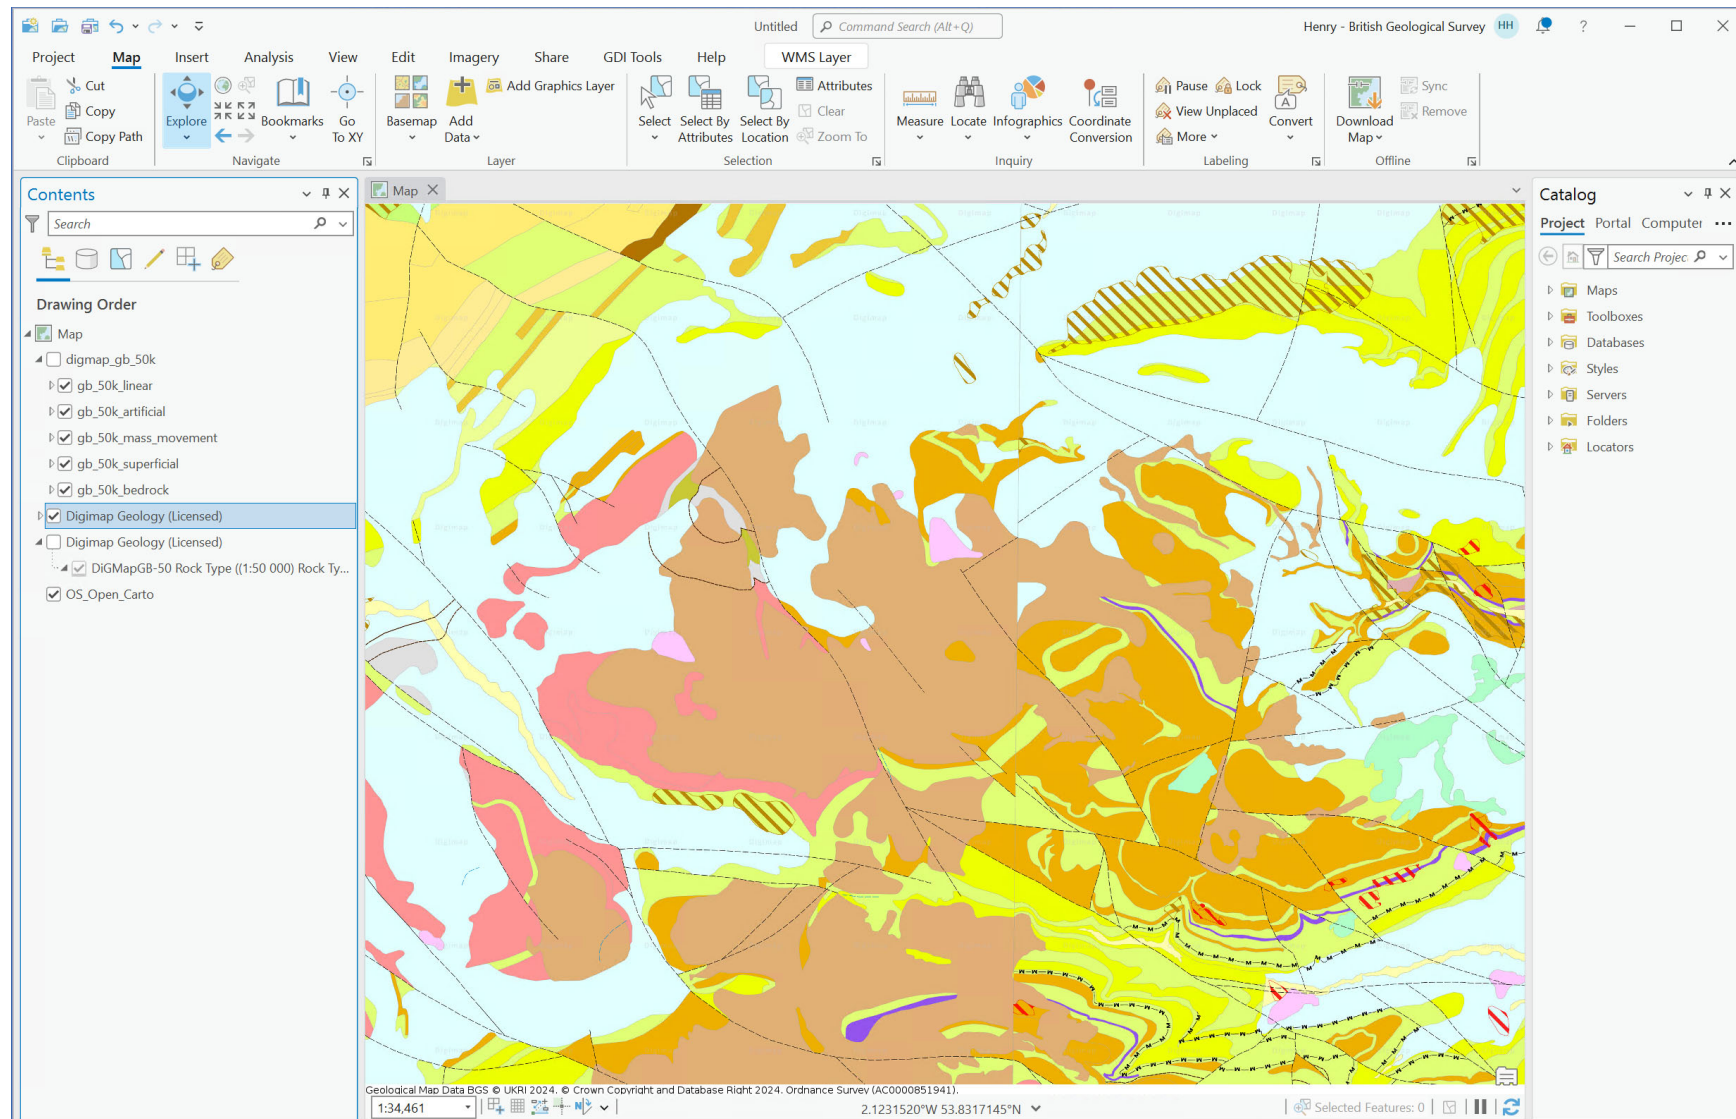 Untitled
Command Search (Alt+Q)
Henry - British Geological Survey
HH
?
Project Map Insert Analysis View Edit Imagery Share GDI Tools Help WMS Layer
Paste
Cut
Copy
Copy Path
Clipboard
Explore
Bookmarks
Go
To XY
Navigate
Basemap
Add
Data
Add Graphics Layer
Layer
Select
Select By
Attributes
Select By
Location
Attributes
Clear
Zoom To
Selection
Measure
Locate
Infographics
Coordinate
Conversion
Inquiry
Pause
Lock
View Unplaced
More
Convert
Labeling
Download
Map
Sync
Remove
Offline
Contents
Search
Drawing Order
Map
digmap_gb_50k
gb_50k_linear
gb_50k_artificial
gb_50k_mass_movement
gb_50k_superficial
gb_50k_bedrock
Digimap Geology (Licensed)
Digimap Geology (Licensed)
DiGMapGB-50 Rock Type ((1:50 000) Rock Ty...
OS_Open_Carto
Map
Geological Map Data BGS © UKRI 2024. © Crown Copyright and Database Right 2024. Ordnance Survey (AC0000851941).
1:34,461
2.1231520°W 53.8317145°N
Selected Features: 0
Catalog
Project Portal Computer ...
Search Projec
Maps
Toolboxes
Databases
Styles
Servers
Folders
Locators